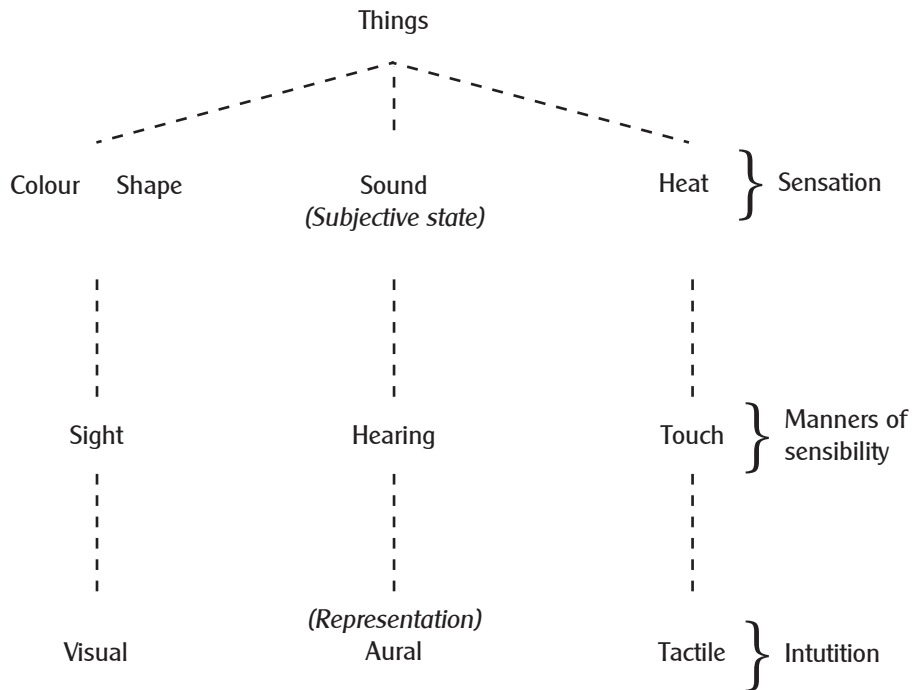 Things
Colour Shape Sound Heat } Sensation
(Subjective state)
Sight Hearing Touch } Manners of
sensibility
(Representation)
Visual Aural Tactile } Intutition